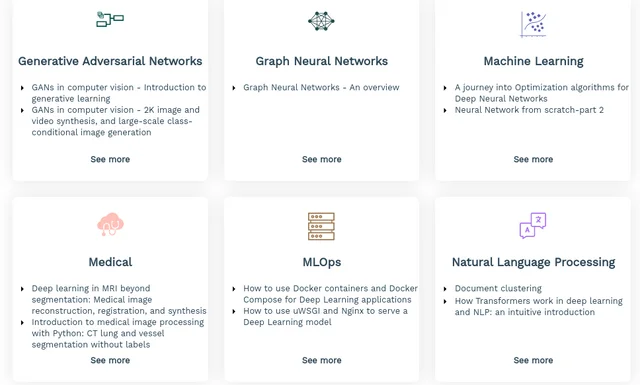 Generative Adversarial Networks
GANs in computer vision - Introduction to
generative learning
GANs in computer vision - 2K image and
video synthesis, and large-scale class-
conditional image generation
See more
Graph Neural Networks
Graph Neural Networks - An overview
See more
Machine Learning
A journey into Optimization algorithms for
Deep Neural Networks
Neural Network from scratch-part 2
See more
Medical
Deep learning in MRI beyond
segmentation: Medical image
reconstruction, registration, and synthesis
Introduction to medical image processing
with Python: CT lung and vessel
segmentation without labels
See more
MLOps
How to use Docker containers and Docker
Compose for Deep Learning applications
How to use uWSGI and Nginx to serve a
Deep Learning model
See more
A
文
Natural Language Processing
Document clustering
How Transformers work in deep learning
and NLP: an intuitive introduction
See more